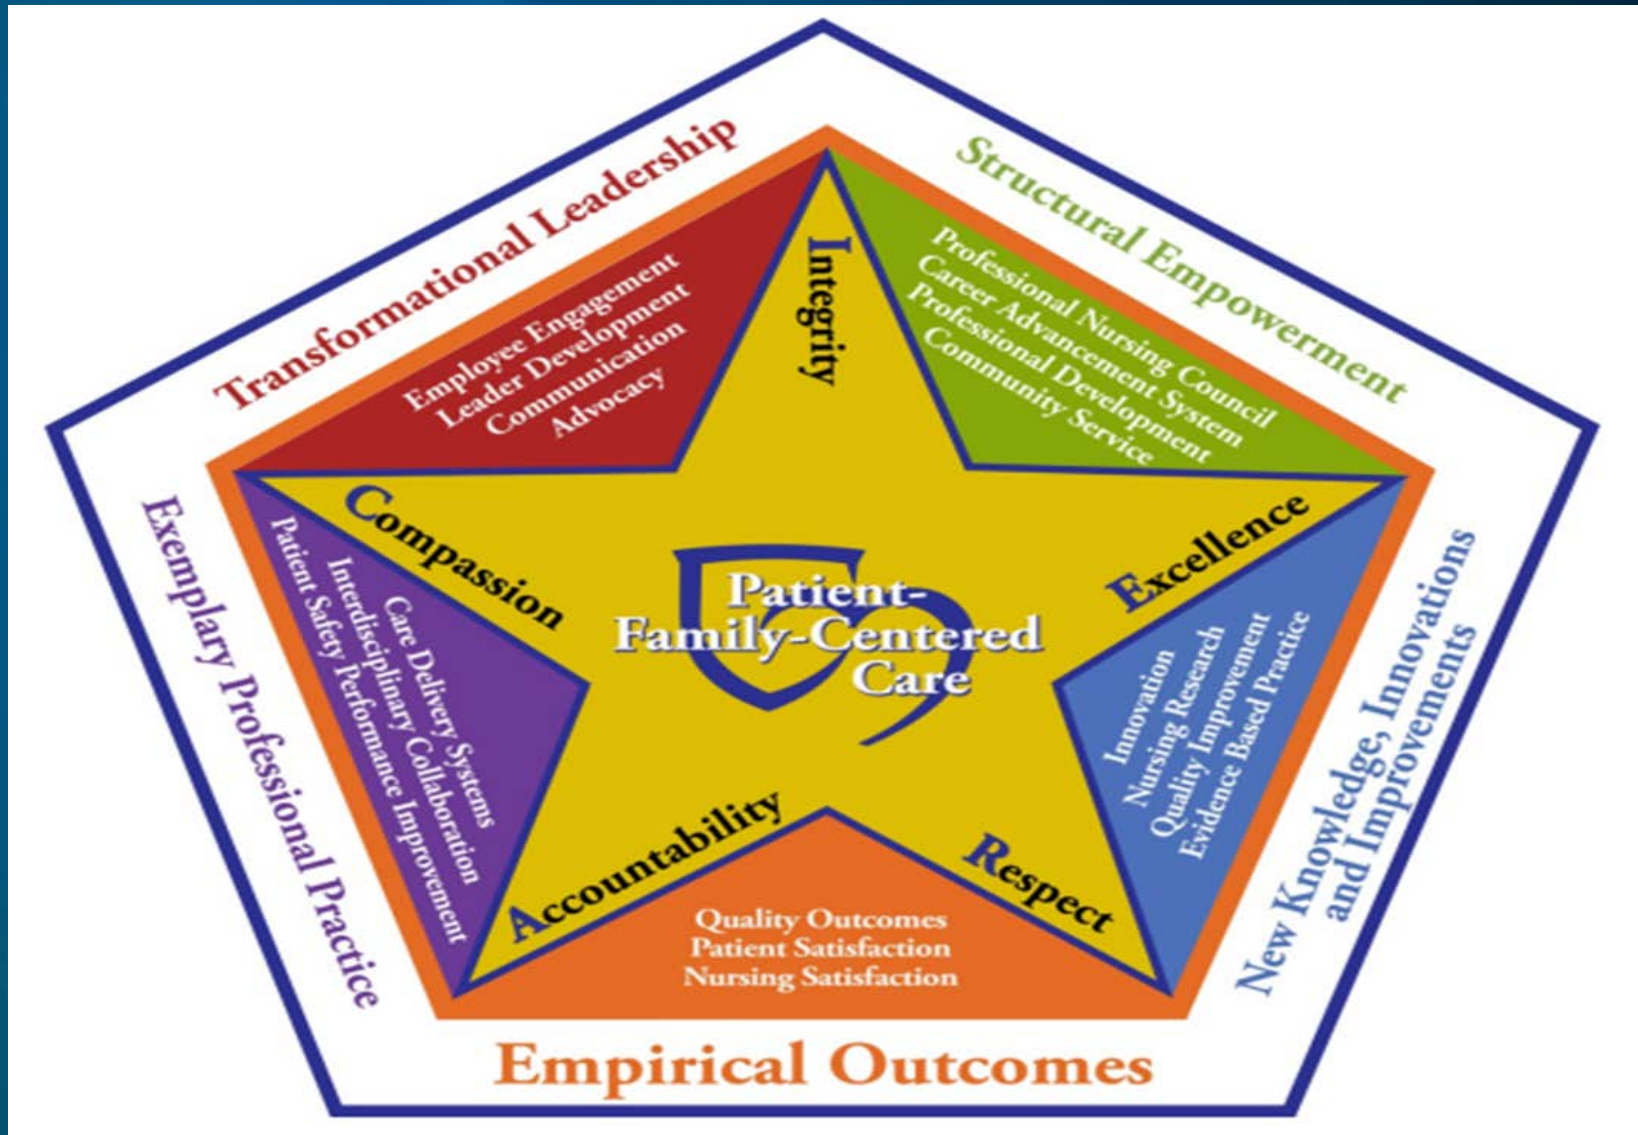 Transformational Leadership
Employee Engagement
Leader Development
Communication
Advocacy
Structural Empowerment
Professional Nursing Council
Career Advancement System
Professional Development
Community Service
Integrity
Compassion
Excellence
Patient-
Family-Centered
Care
Accountability
Respect
Exemplary Professional Practice
Care Delivery Systems
Interdisciplinary Collaboration
Patient Safety Performance Improvement
Innovation
Nursing Research
Quality Improvement
Evidence Based Practice
New Knowledge, Innovations
and Improvements
Quality Outcomes
Patient Satisfaction
Nursing Satisfaction
Empirical Outcomes